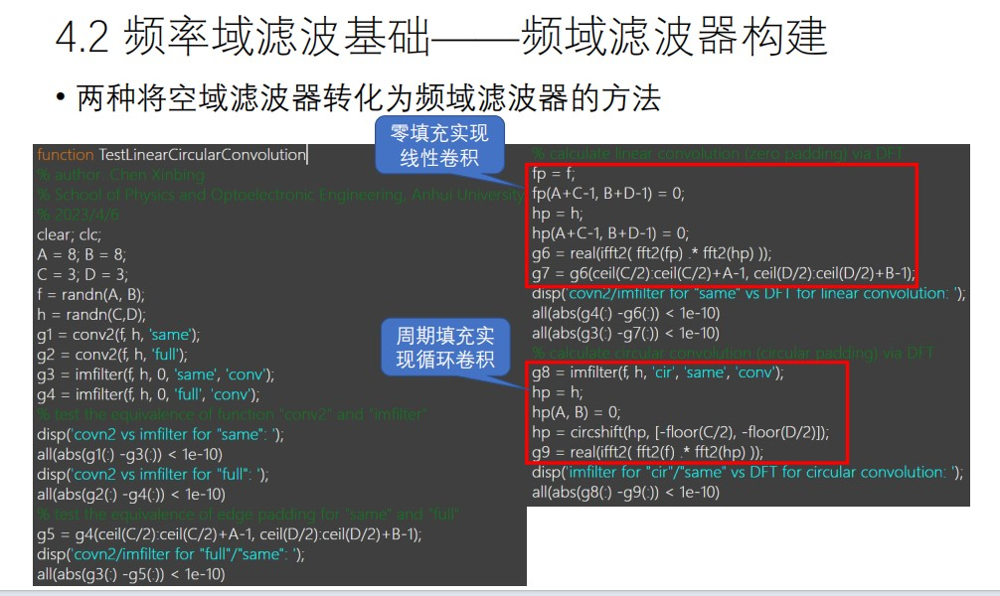 4.2 频率域滤波基础——频域滤波器构建
• 两种将空域滤波器转化为频域滤波器的方法
零填充实现
线性卷积
function TestLinearCircularConvolution
% author: Chen Xinbing
% School of Physics and Optoelectronic Engineering, Anhui University
% 2023/4/6
clear; clc;
A = 8; B = 8;
C = 3; D = 3;
f = randn(A, B);
h = randn(C,D);
g1 = conv2(f, h, 'same');
g2 = conv2(f, h, 'full');
g3 = imfilter(f, h, 0, 'same', 'conv');
g4 = imfilter(f, h, 0, 'full', 'conv');
% test the equivalence of function "conv2" and "imfilter"
disp('covn2 vs imfilter for "same": ');
all(abs(g1(:) -g3(:)) < 1e-10)
disp('covn2 vs imfilter for "full": ');
all(abs(g2(:) -g4(:)) < 1e-10)
% test the equivalence of edge padding for "same" and "full"
g5 = g4(ceil(C/2):ceil(C/2)+A-1, ceil(D/2):ceil(D/2)+B-1);
disp('covn2/imfilter for "full"/"same": ');
all(abs(g3(:) -g5(:)) < 1e-10)
% calculate linear convolution (zero padding) via DFT
fp = f;
fp(A+C-1, B+D-1) = 0;
hp = h;
hp(A+C-1, B+D-1) = 0;
g6 = real(ifft2( fft2(fp) .* fft2(hp) ));
g7 = g6(ceil(C/2):ceil(C/2)+A-1, ceil(D/2):ceil(D/2)+B-1);
disp('covn2/imfilter for "same" vs DFT for linear convolution: ');
all(abs(g4(:) -g6(:)) < 1e-10)
all(abs(g3(:) -g7(:)) < 1e-10)
周期填充实
现循环卷积
% calculate circular convolution (circular padding) via DFT
g8 = imfilter(f, h, 'cir', 'same', 'conv');
hp = h;
hp(A, B) = 0;
hp = circshift(hp, [-floor(C/2), -floor(D/2)]);
g9 = real(ifft2( fft2(f) .* fft2(hp) ));
disp('imfilter for "cir"/"same" vs DFT for circular convolution: ');
all(abs(g8(:) -g9(:)) < 1e-10)